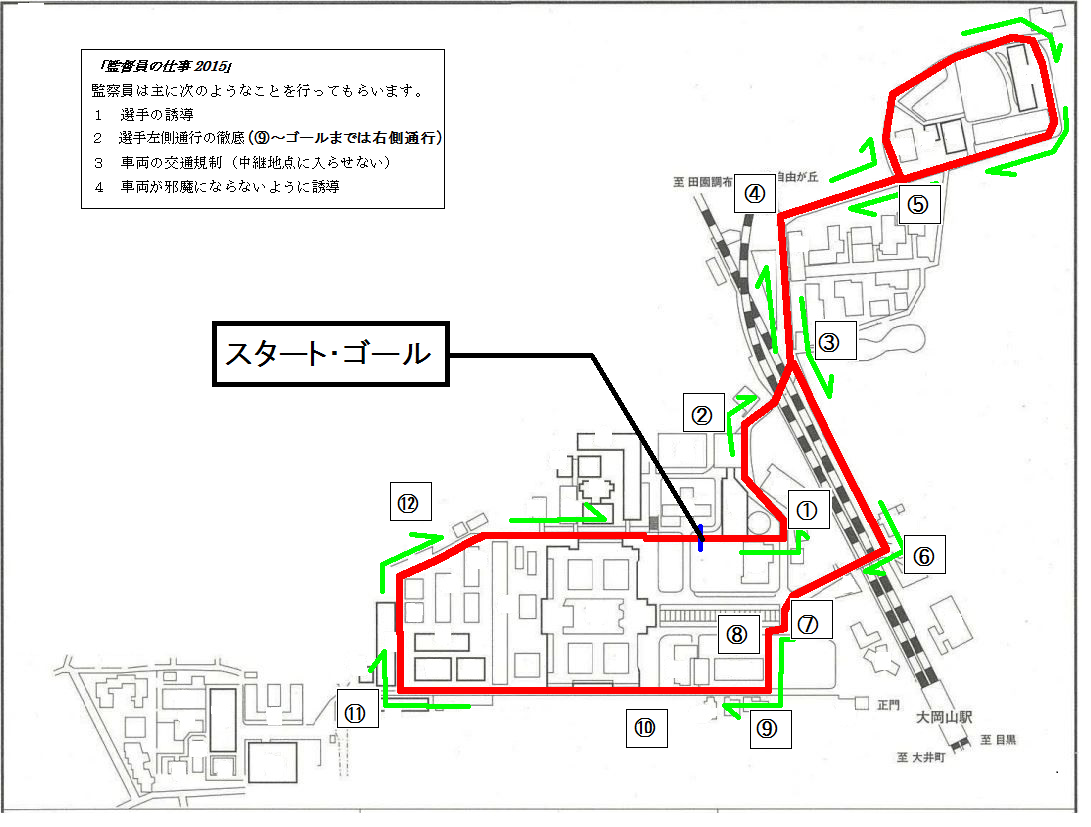 「監督員の仕事 2015」
監察員は主に次のようなことを行ってもらいます。
1 選手の誘導
2 選手左側通行の徹底(⑨～ゴールまでは右側通行)
3 車両の交通規制（中継地点に入らせない）
4 車両が邪魔にならないように誘導
至 田園調布
自由が丘
④
⑤
③
スタート・ゴール
②
⑫
①
⑥
⑦
⑧
⑪
⑩
⑨
正門
大岡山駅
至 目黒
至 大井町